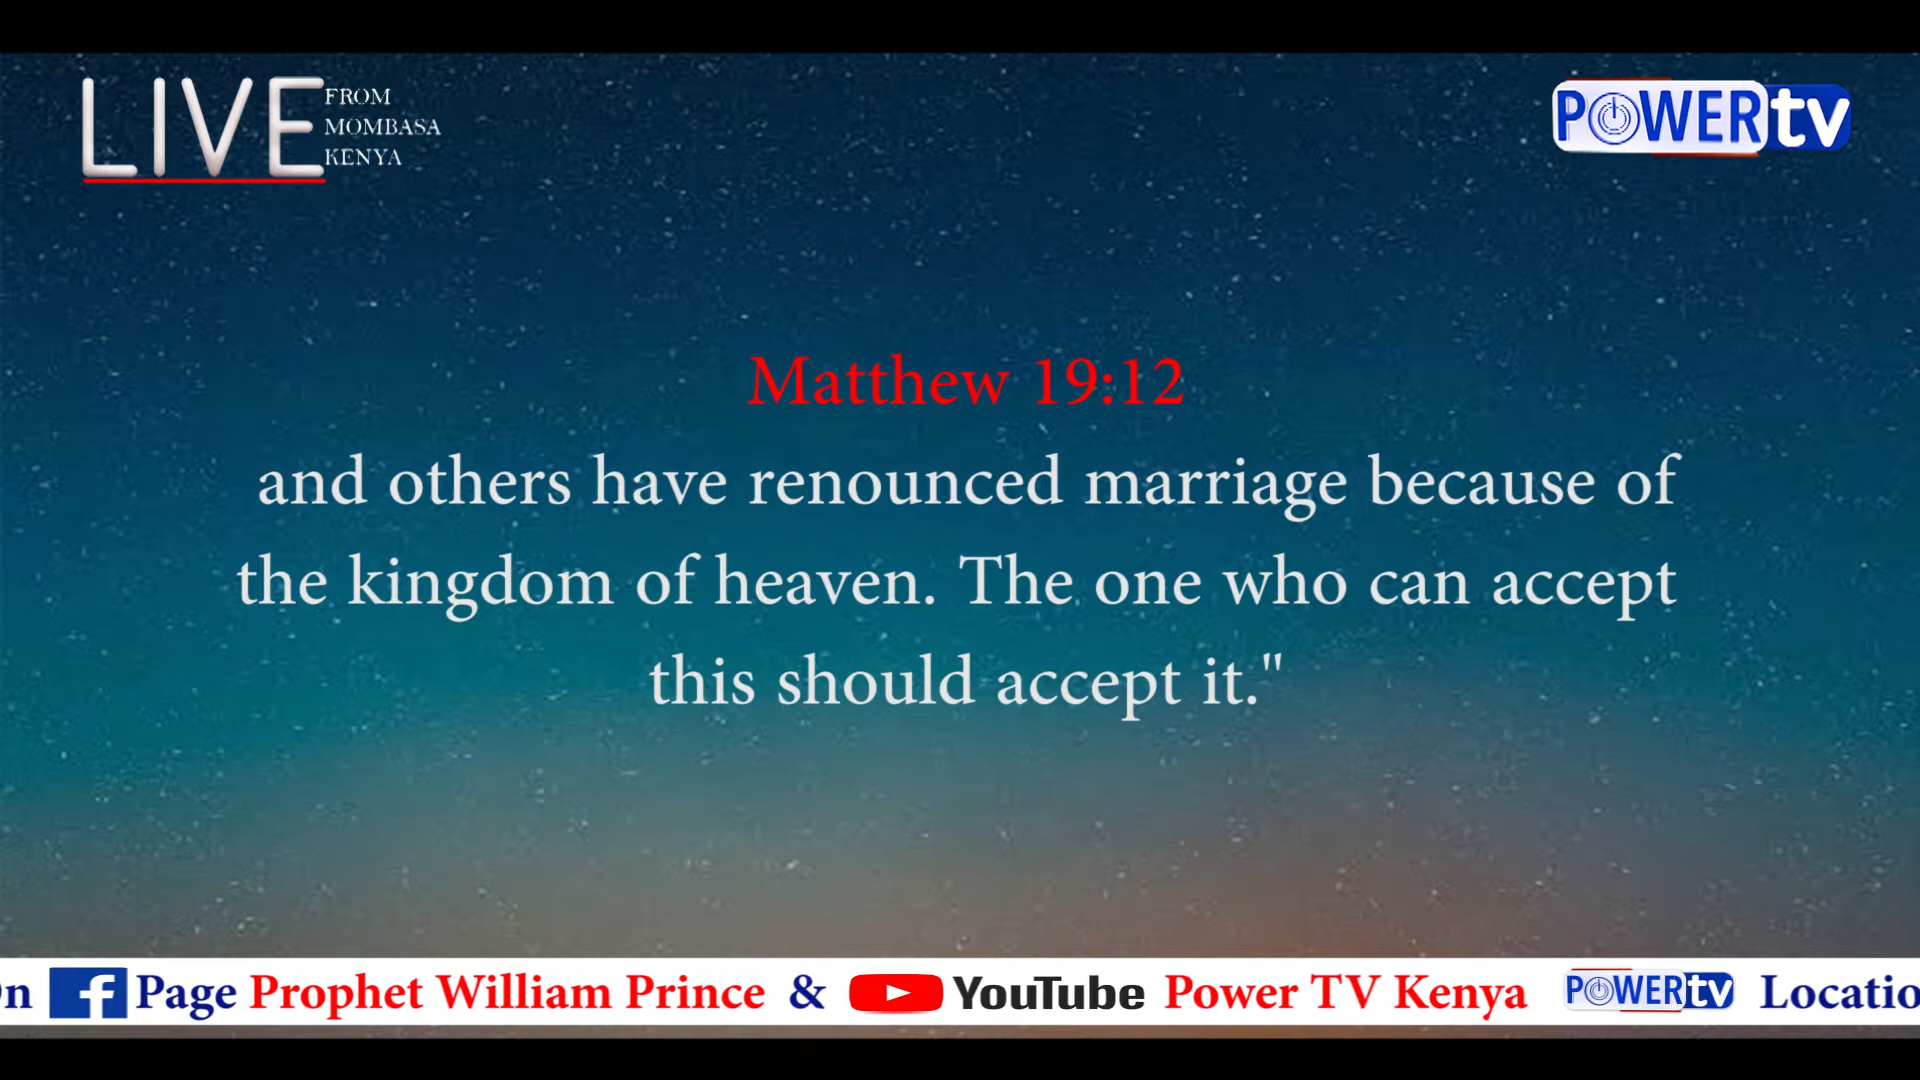 LIVE
FROM
MOMBASA
KENYA
POWERtv
Matthew 19:12
and others have renounced marriage because of
the kingdom of heaven. The one who can accept
this should accept it."
Page Prophet William Prince & YouTube Power TV Kenya POWERtv